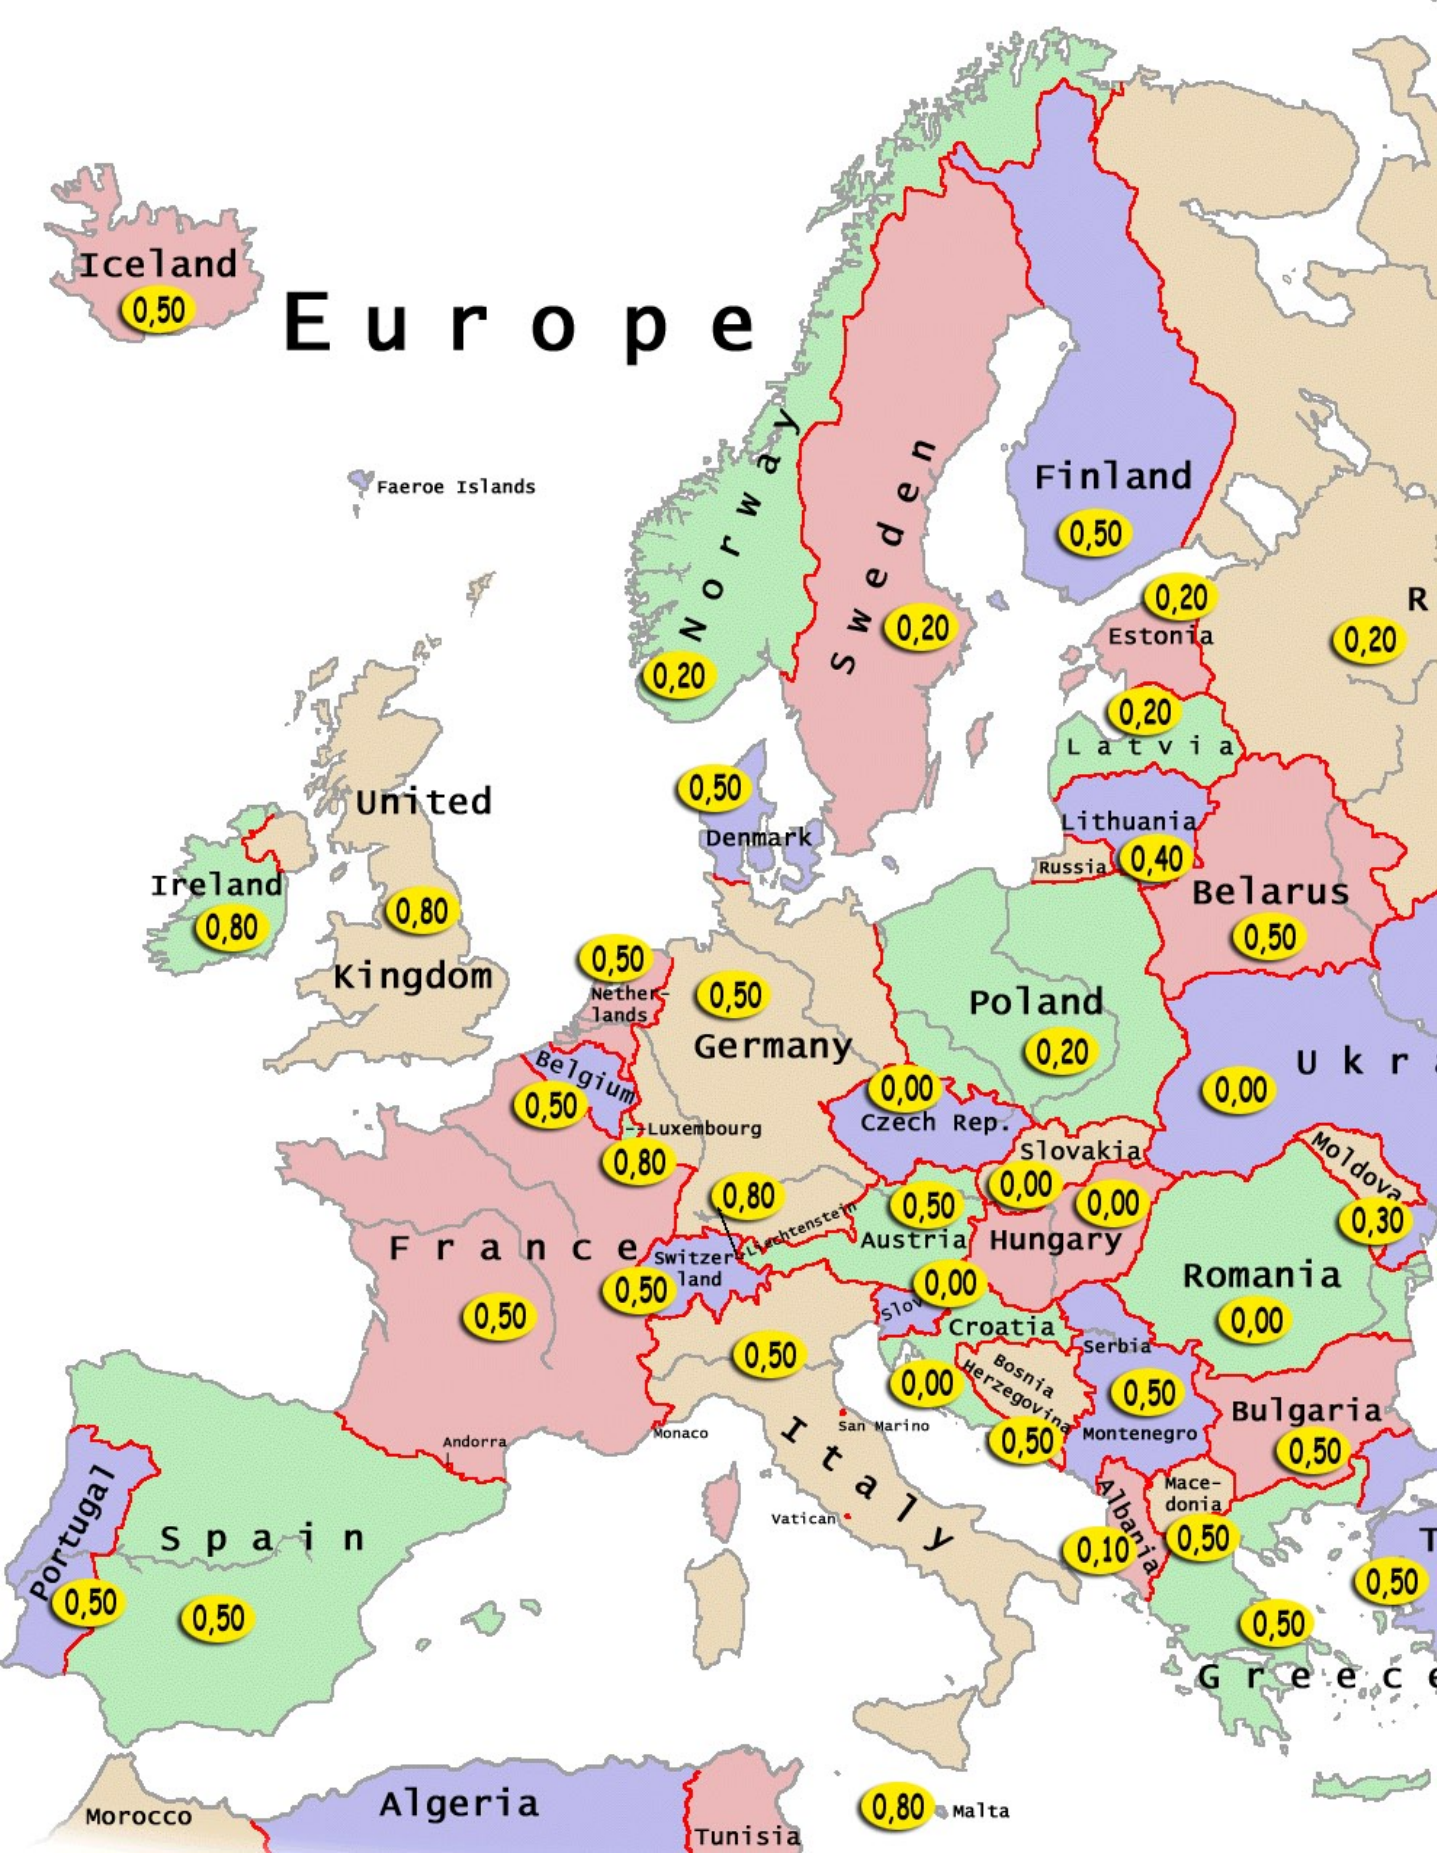 Iceland
0,50
Europe
Norway
Sweden
Finland
0,50
Faeroe Islands
0,20
0,20
0,20
Estonia
R
0,20
0,20
Latvia
0,50
Denmark
United
Lithuania
0,40
Russia
Ireland
0,80
0,80
Belarus
0,50
Kingdom
0,50
Nether-
lands
0,50
Germany
Poland
0,20
Belgium
0,50
0,00
Czech Rep.
Ukr
0,00
Luxembourg
0,80
Slovakia
0,00
0,00
Moldova
0,30
0,80
Liechtenstein
0,50
Austria
Hungary
France
0,50
Switzer
land
0,50
0,00
Slov
Croatia
Romania
0,00
Serbia
0,50
0,50
Bosnia
Herzegovina
0,00
0,50
Montenegro
Bulgaria
0,50
Andorra
Monaco
San Marino
Italy
Vatican
Mace-
donia
0,50
Albania
0,10
Portugal
0,50
Spain
0,50
T
0,50
0,50
Greece
Morocco
Algeria
Tunisia
0,80
Malta